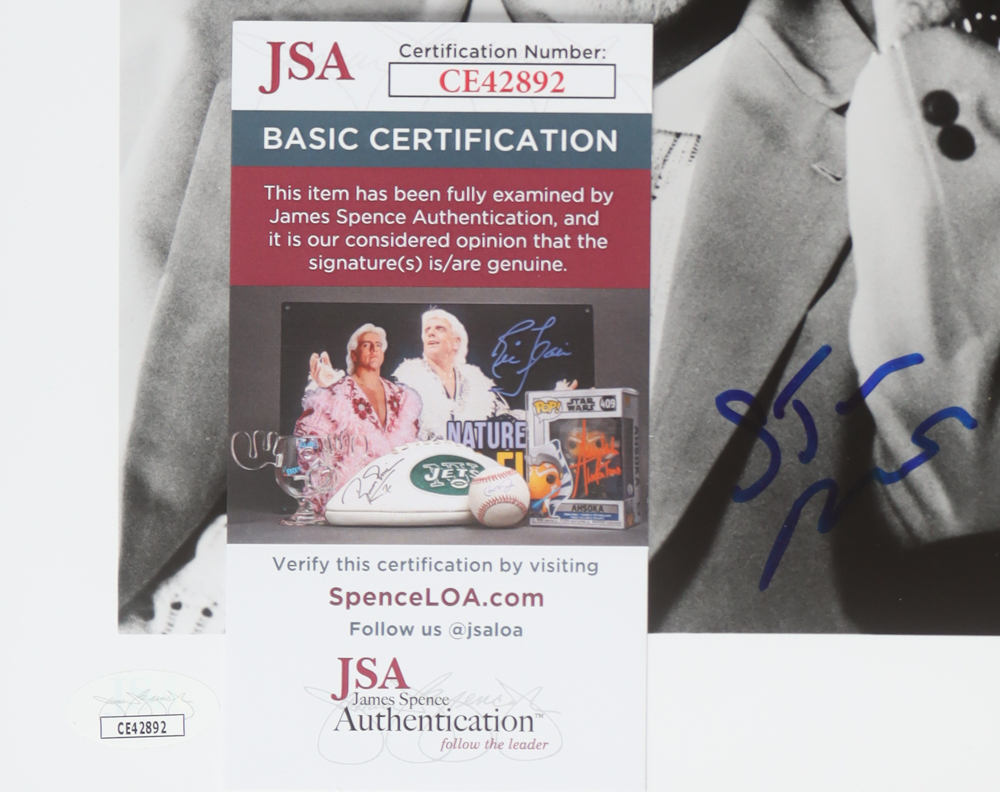 JSA
Certification Number:
CE42892
BASIC CERTIFICATION
This item has been fully examined by
James Spence Authentication, and
it is our considered opinion that the
signature(s) is/are genuine.
NATURE
POP!
STAR
WARS
409
JETS
AHSOKA
Verify this certification by visiting
SpenceLOA.com
Follow us @jsaloa
JSA
James Spence
Authentication™
follow the leader
CE42892